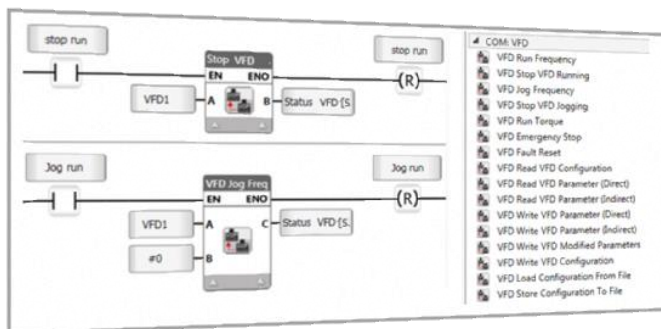 stop run
stop run
Stop VFD
EN ENO
(R)
VFD1
A B
Status VFD:[S.
Jog run
Jog run
VFD Jog Freq
EN ENO
(R)
VFD1
A C
Status VFD:[S.
#0
B
COM: VFD
VFD Run Frequency
VFD Stop VFD Running
VFD Jog Frequency
VFD Stop VFD Jogging
VFD Run Torque
VFD Emergency Stop
VFD Fault Reset
VFD Read VFD Configuration
VFD Read VFD Parameter (Direct)
VFD Read VFD Parameter (Indirect)
VFD Write VFD Parameter (Direct)
VFD Write VFD Parameter (Indirect)
VFD Write VFD Modified Parameters
VFD Write VFD Configuration
VFD Load Configuration From File
VFD Store Configuration To File